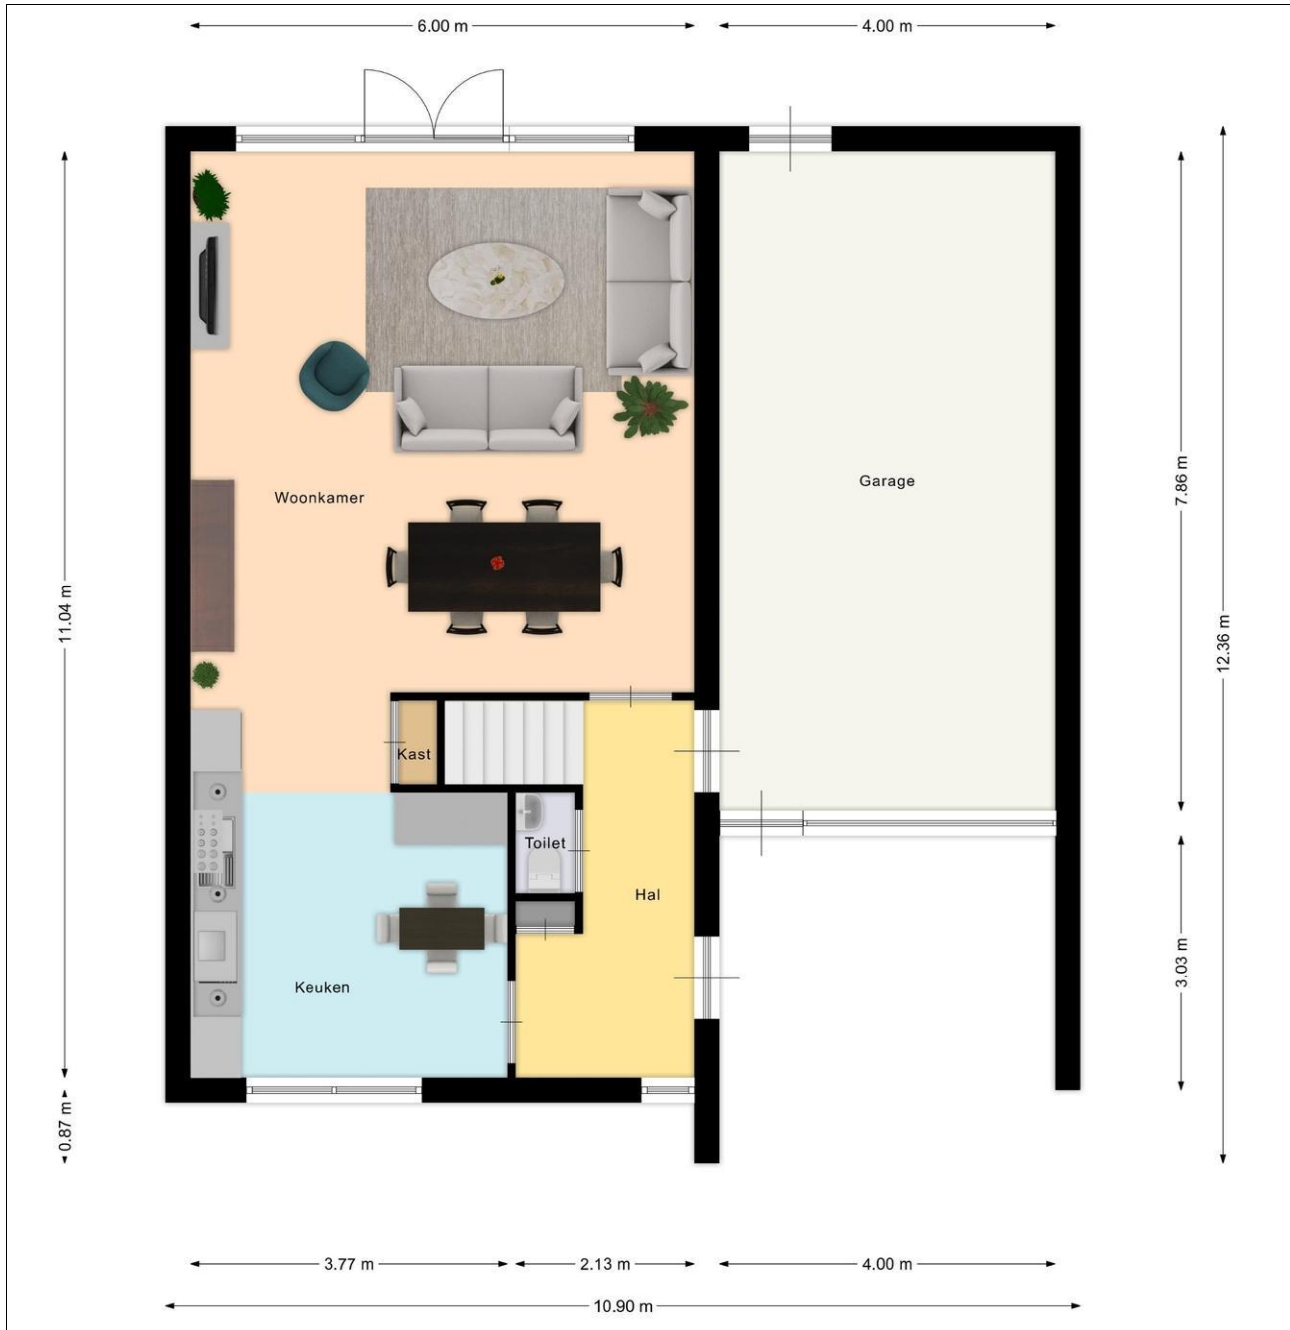 6.00 m
4.00 m
11.04 m
7.86 m
12.36 m
Garage
Woonkamer
Kast
Toilet
Hal
Keuken
3.03 m
0.87 m
3.77 m
2.13 m
4.00 m
10.90 m